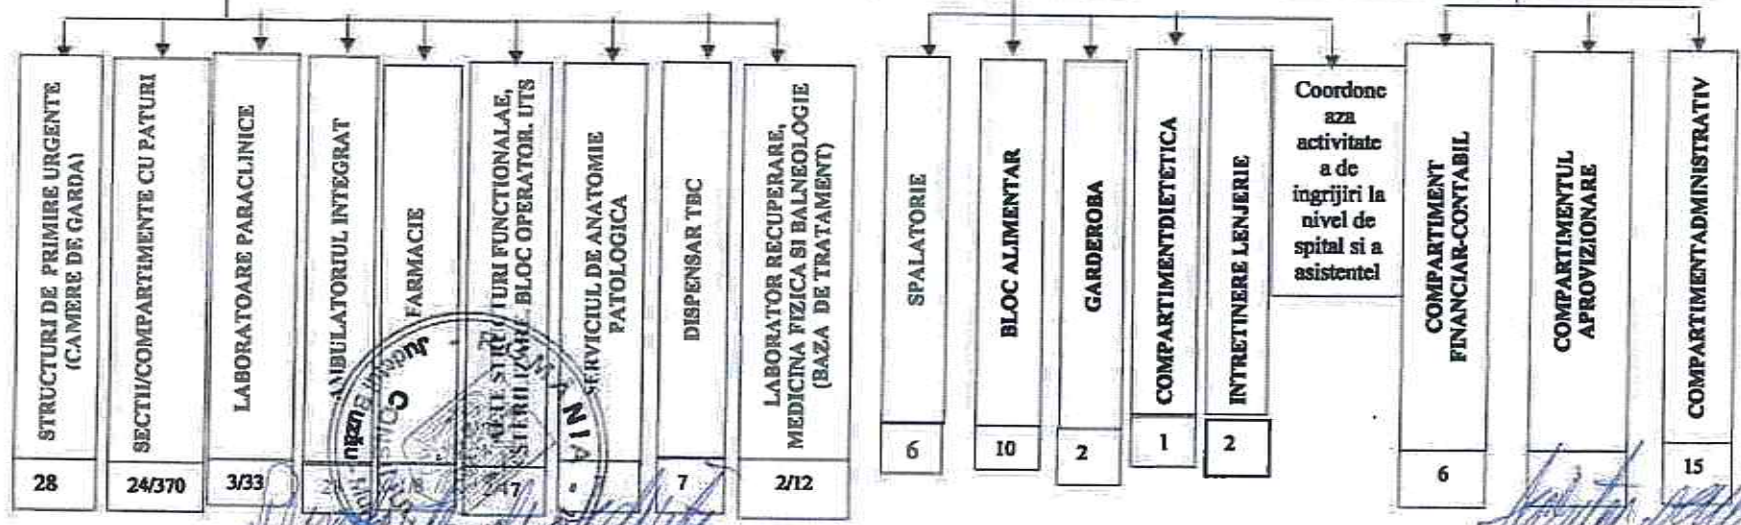 STRUCTURI DE PRIMIRE URGENTE
(CAMERE DE GARDA)
28
SECTII/COMPARTIMENTE CU PATURI
24/370
LABORATOARE PARACLINICE
3/33
AMBULATORIUL INTEGRAT
FARMACIE
STRUCTURI FUNCTIONALAE,
STERILIZARE, BLOC OPERATOR, UTS
SERVICIUL DE ANATOMIE
PATOLOGICA
DISPENSAR TBC
7
LABORATOR RECUPERARE,
MEDICINA FIZICA SI BALNEOLOGIE
(BAZA DE TRATAMENT)
2/12
SPALATORIE
6
BLOC ALIMENTAR
10
GARDEROBA
2
COMPARTIMENTDIETETICA
1
INTRETINERE LENJERIE
2
Coordone
aza
activitate
a de
ingrijiri la
nivel de
spital si a
asistentel
COMPARTIMENT
FINANCIAR-CONTABIL
6
COMPARTIMENTUL
APROVIZIONARE
COMPARTIMENTADMINISTRATIV
15
Judetul Buzau